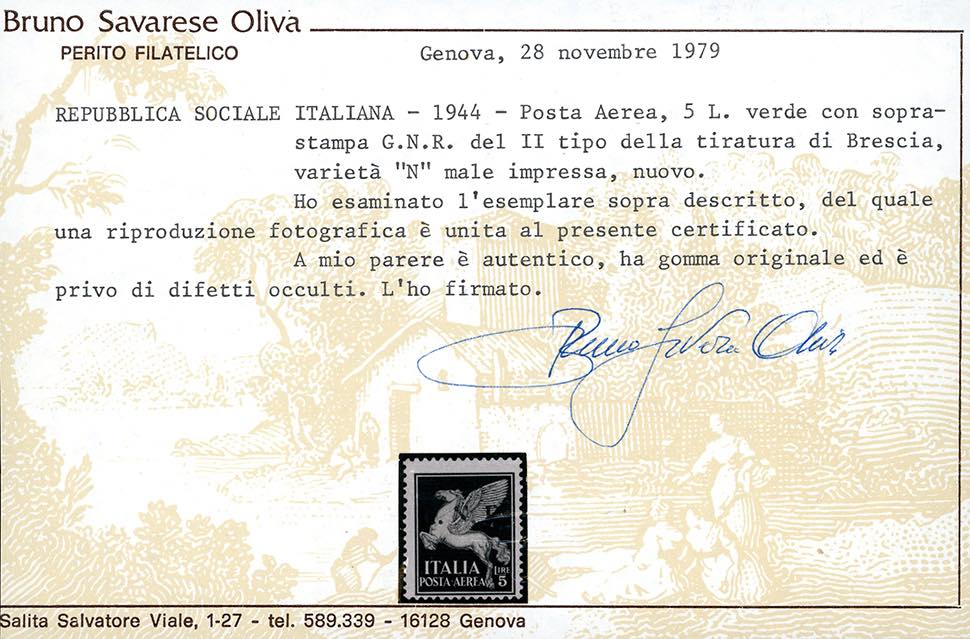 Bruno Savarese Oliva
PERITO FILATELICO
Genova, 28 novembre 1979
REPUBBLICA SOCIALE ITALIANA - 1944 - Posta Aerea, 5 L. verde con sopra-
stampa G.N.R. del II tipo della tiratura di Brescia,
varietà "N" male impressa, nuovo.
Ho esaminato l'esemplare sopra descritto, del quale
una riproduzione fotografica è unita al presente certificato.
A mio parere è autentico, ha gomma originale ed è
privo di difetti occulti. L'ho firmato.
Bruno Savarese Oliva
ITALIA LIRE
POSTA·AEREA 5
Salita Salvatore Viale, 1-27 - tel. 589.339 - 16128 Genova